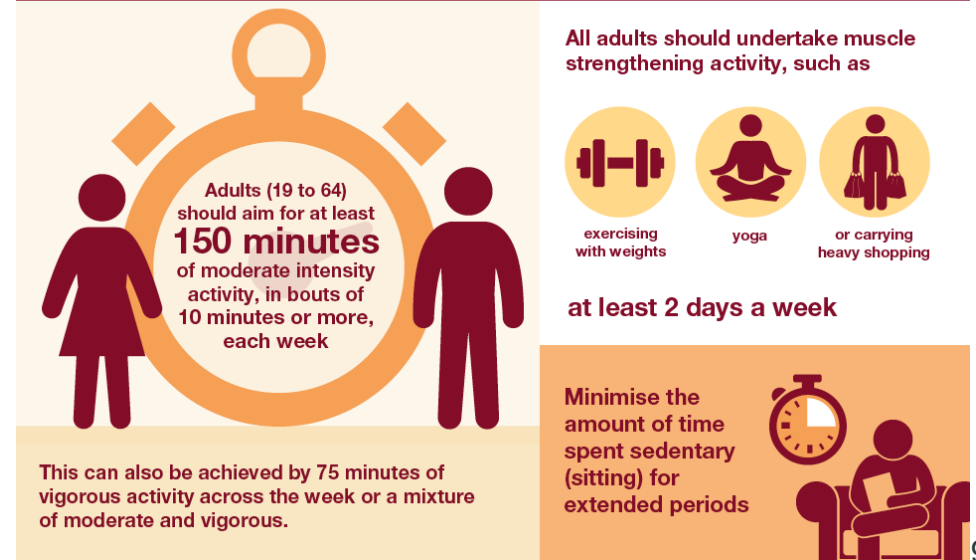 Adults (19 to 64)
should aim for at least
150 minutes
of moderate intensity
activity, in bouts of
10 minutes or more,
each week
This can also be achieved by 75 minutes of
vigorous activity across the week or a mixture
of moderate and vigorous.
All adults should undertake muscle
strengthening activity, such as
exercising
with weights
yoga
or carrying
heavy shopping
at least 2 days a week
Minimise the
amount of time
spent sedentary
(sitting) for
extended periods